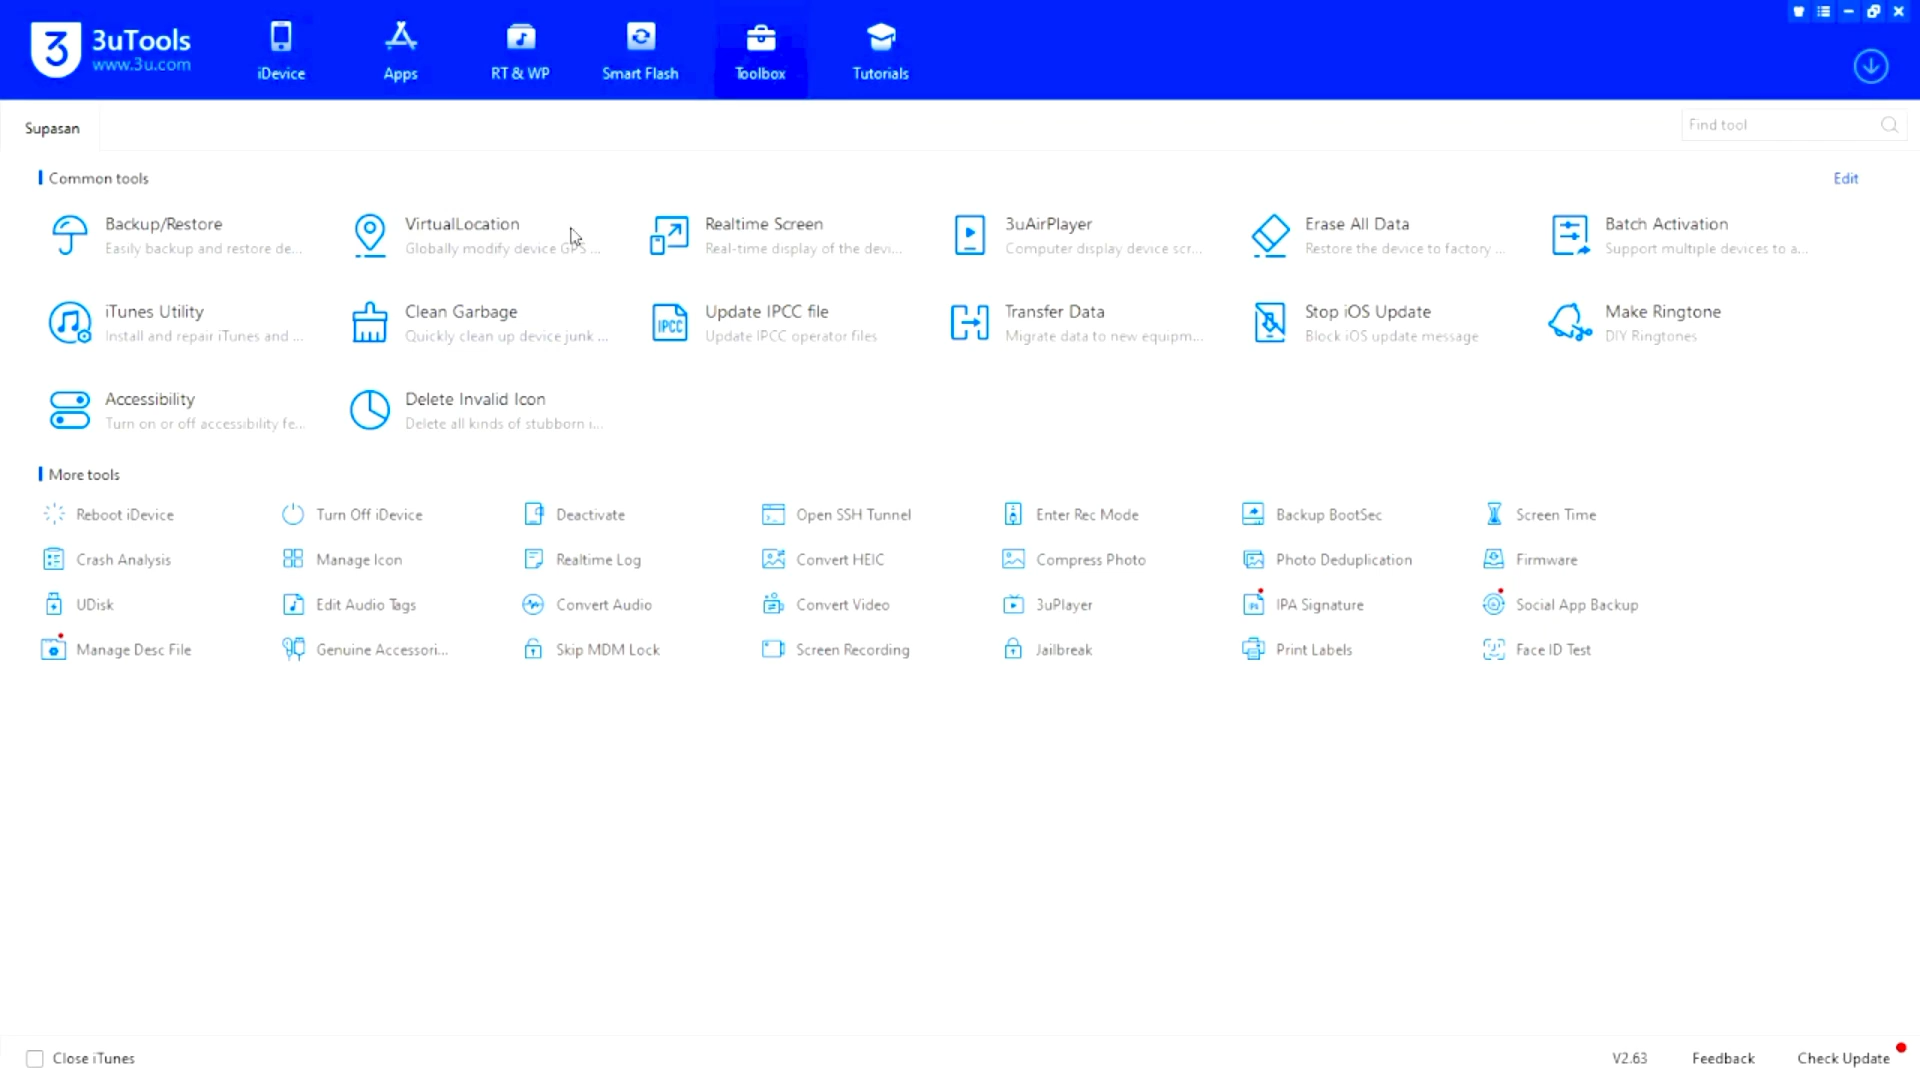 3uTools
www.3u.com
iDevice
Apps
RT & WP
Smart Flash
Toolbox
Tutorials
Supasan
Find tool
Common tools
Edit
Backup/Restore
Easily backup and restore de...
VirtualLocation
Globally modify device GPS ...
Realtime Screen
Real-time display of the devi...
3uAirPlayer
Computer display device scr...
Erase All Data
Restore the device to factory ...
Batch Activation
Support multiple devices to a...
iTunes Utility
Install and repair iTunes and ...
Clean Garbage
Quickly clean up device junk ...
IPCC
Update IPCC file
Update IPCC operator files
Transfer Data
Migrate data to new equipm...
Stop iOS Update
Block iOS update message
Make Ringtone
DIY Ringtones
Accessibility
Turn on or off accessibility fe...
Delete Invalid Icon
Delete all kinds of stubborn i...
More tools
Reboot iDevice
Turn Off iDevice
Deactivate
Open SSH Tunnel
Enter Rec Mode
Backup BootSec
Screen Time
Crash Analysis
Manage Icon
Realtime Log
Convert HEIC
Compress Photo
Photo Deduplication
Firmware
UDisk
Edit Audio Tags
Convert Audio
Convert Video
3uPlayer
IPA Signature
Social App Backup
Manage Desc File
Genuine Accessori...
Skip MDM Lock
Screen Recording
Jailbreak
Print Labels
Face ID Test
Close iTunes
V2.63
Feedback
Check Update